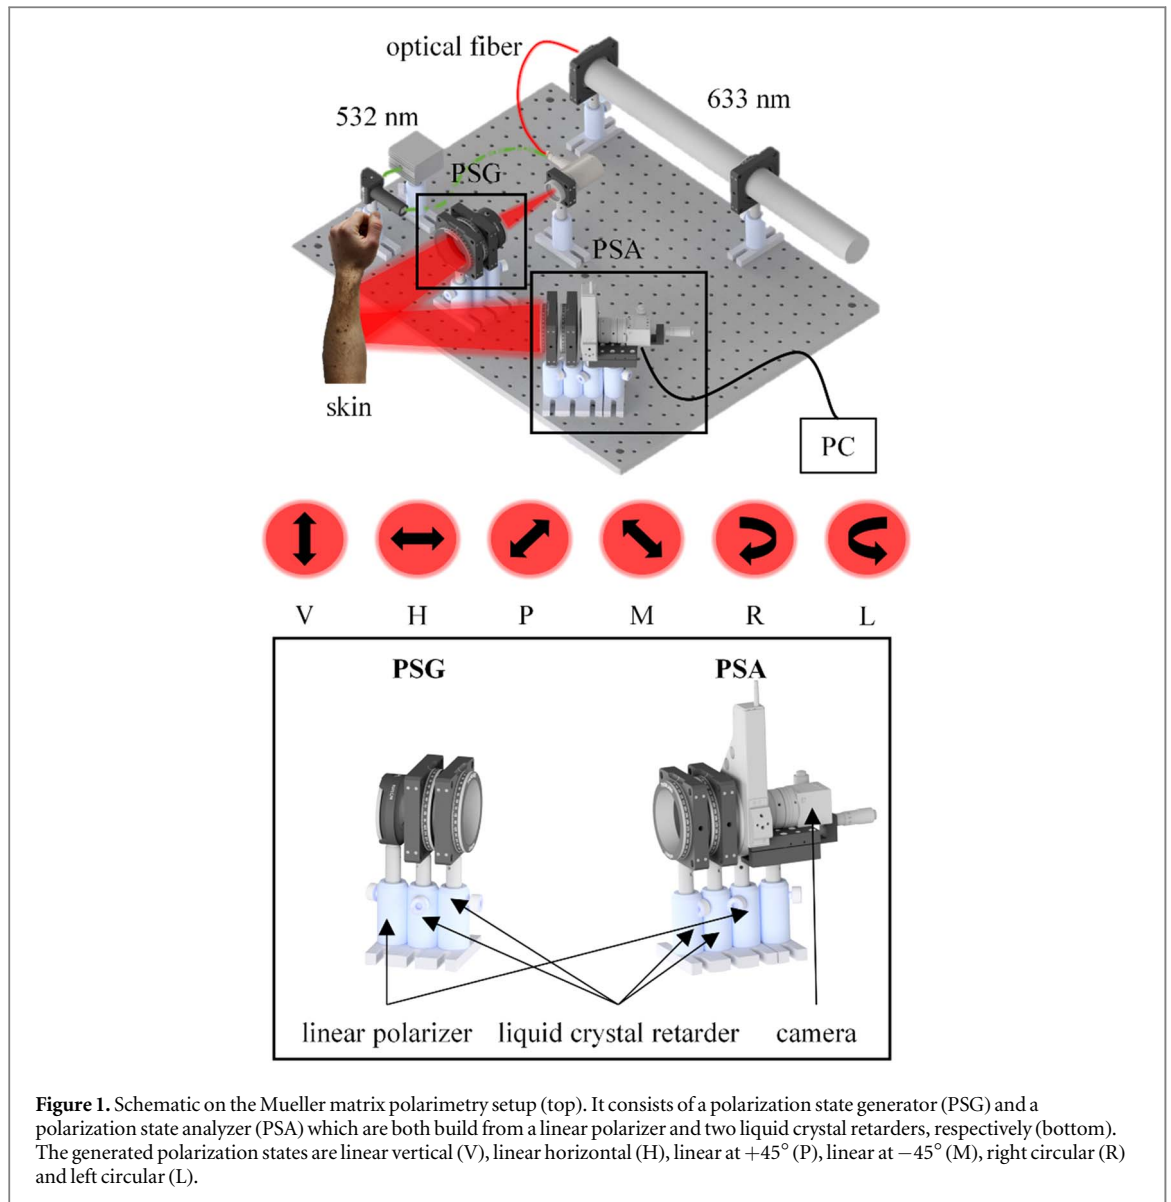 optical fiber
633 nm
532 nm
PSG
PSA
skin
PC
V H P M R L
PSG PSA
linear polarizer liquid crystal retarder camera
Figure 1. Schematic on the Mueller matrix polarimetry setup (top). It consists of a polarization state generator (PSG) and a
polarization state analyzer (PSA) which are both build from a linear polarizer and two liquid crystal retarders, respectively (bottom).
The generated polarization states are linear vertical (V), linear horizontal (H), linear at +45° (P), linear at −45° (M), right circular (R)
and left circular (L).